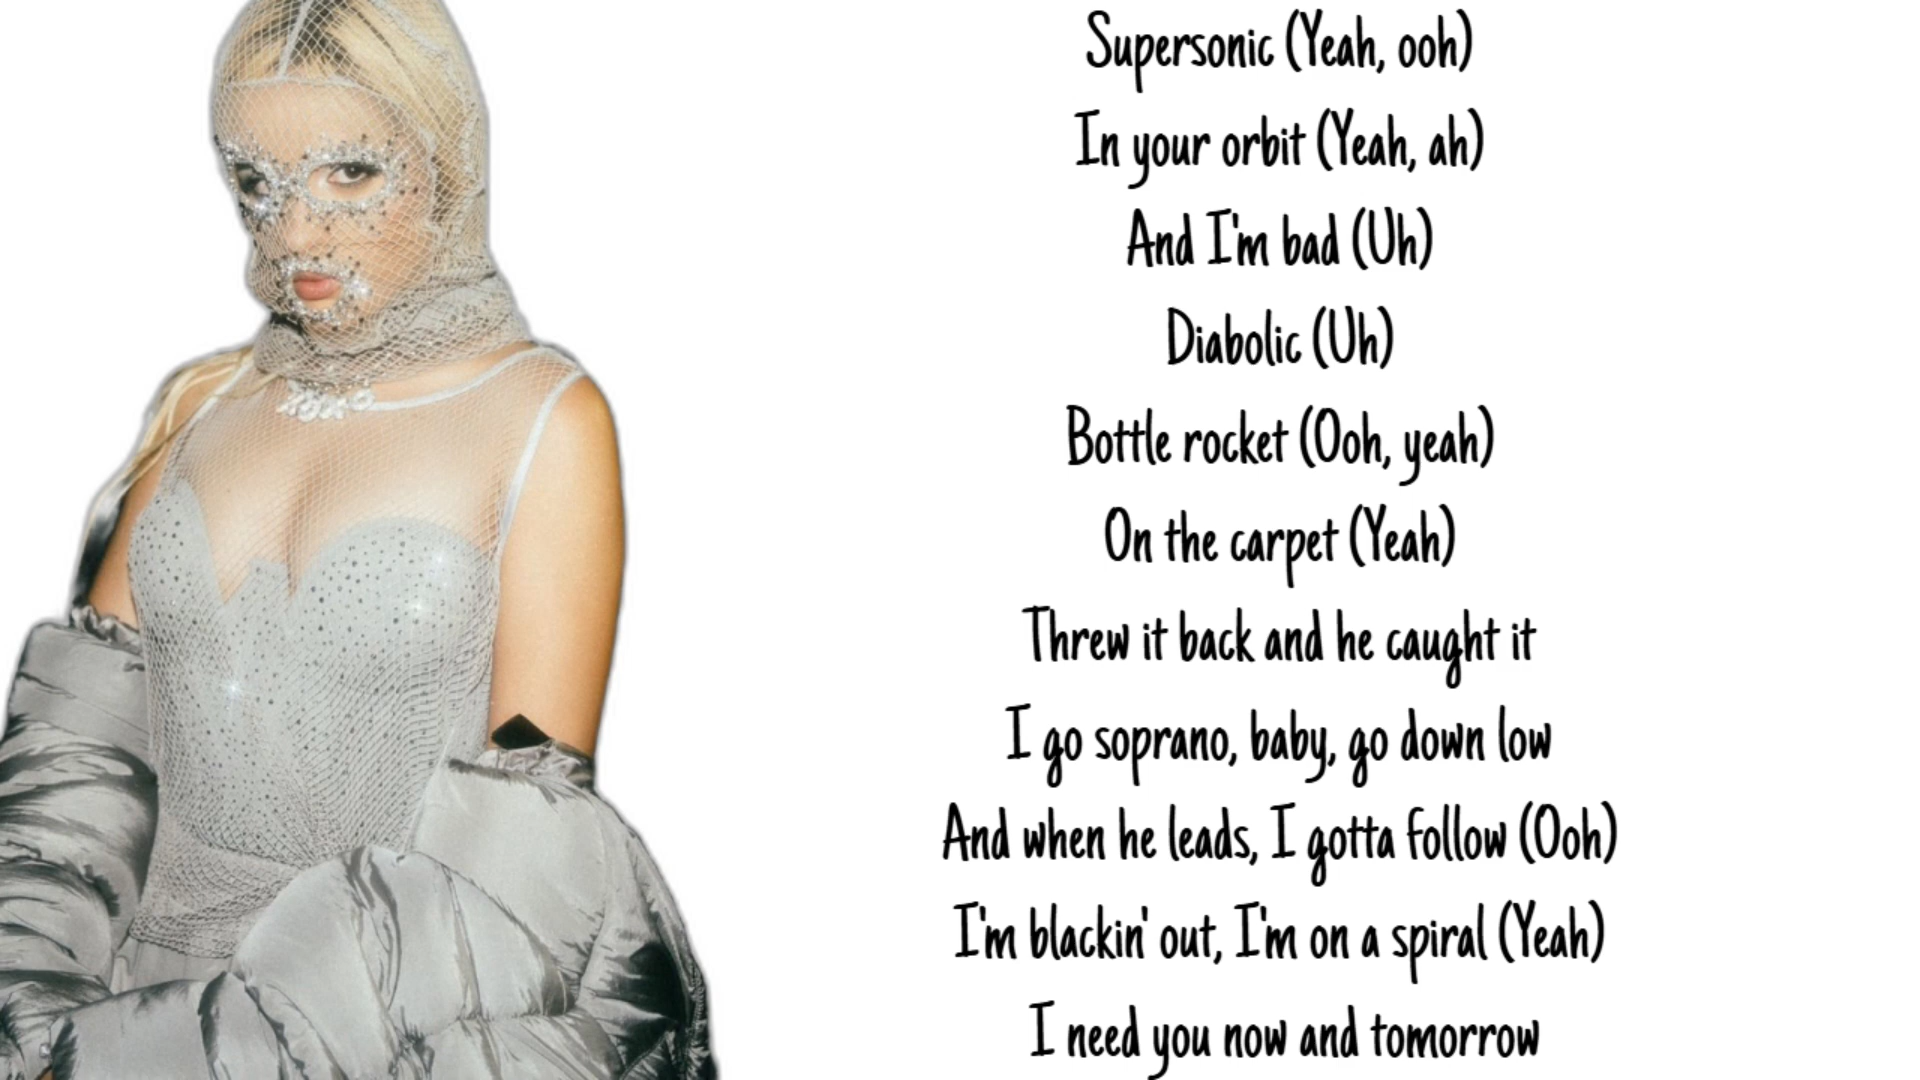 Supersonic (Yeah, ooh)
In your orbit (Yeah, ah)
And I'm bad (Uh)
Diabolic (Uh)
Bottle rocket (Ooh, yeah)
On the carpet (Yeah)
Threw it back and he caught it
I go soprano, baby, go down low
And when he leads, I gotta follow (Ooh)
I'm blackin' out, I'm on a spiral (Yeah)
I need you now and tomorrow